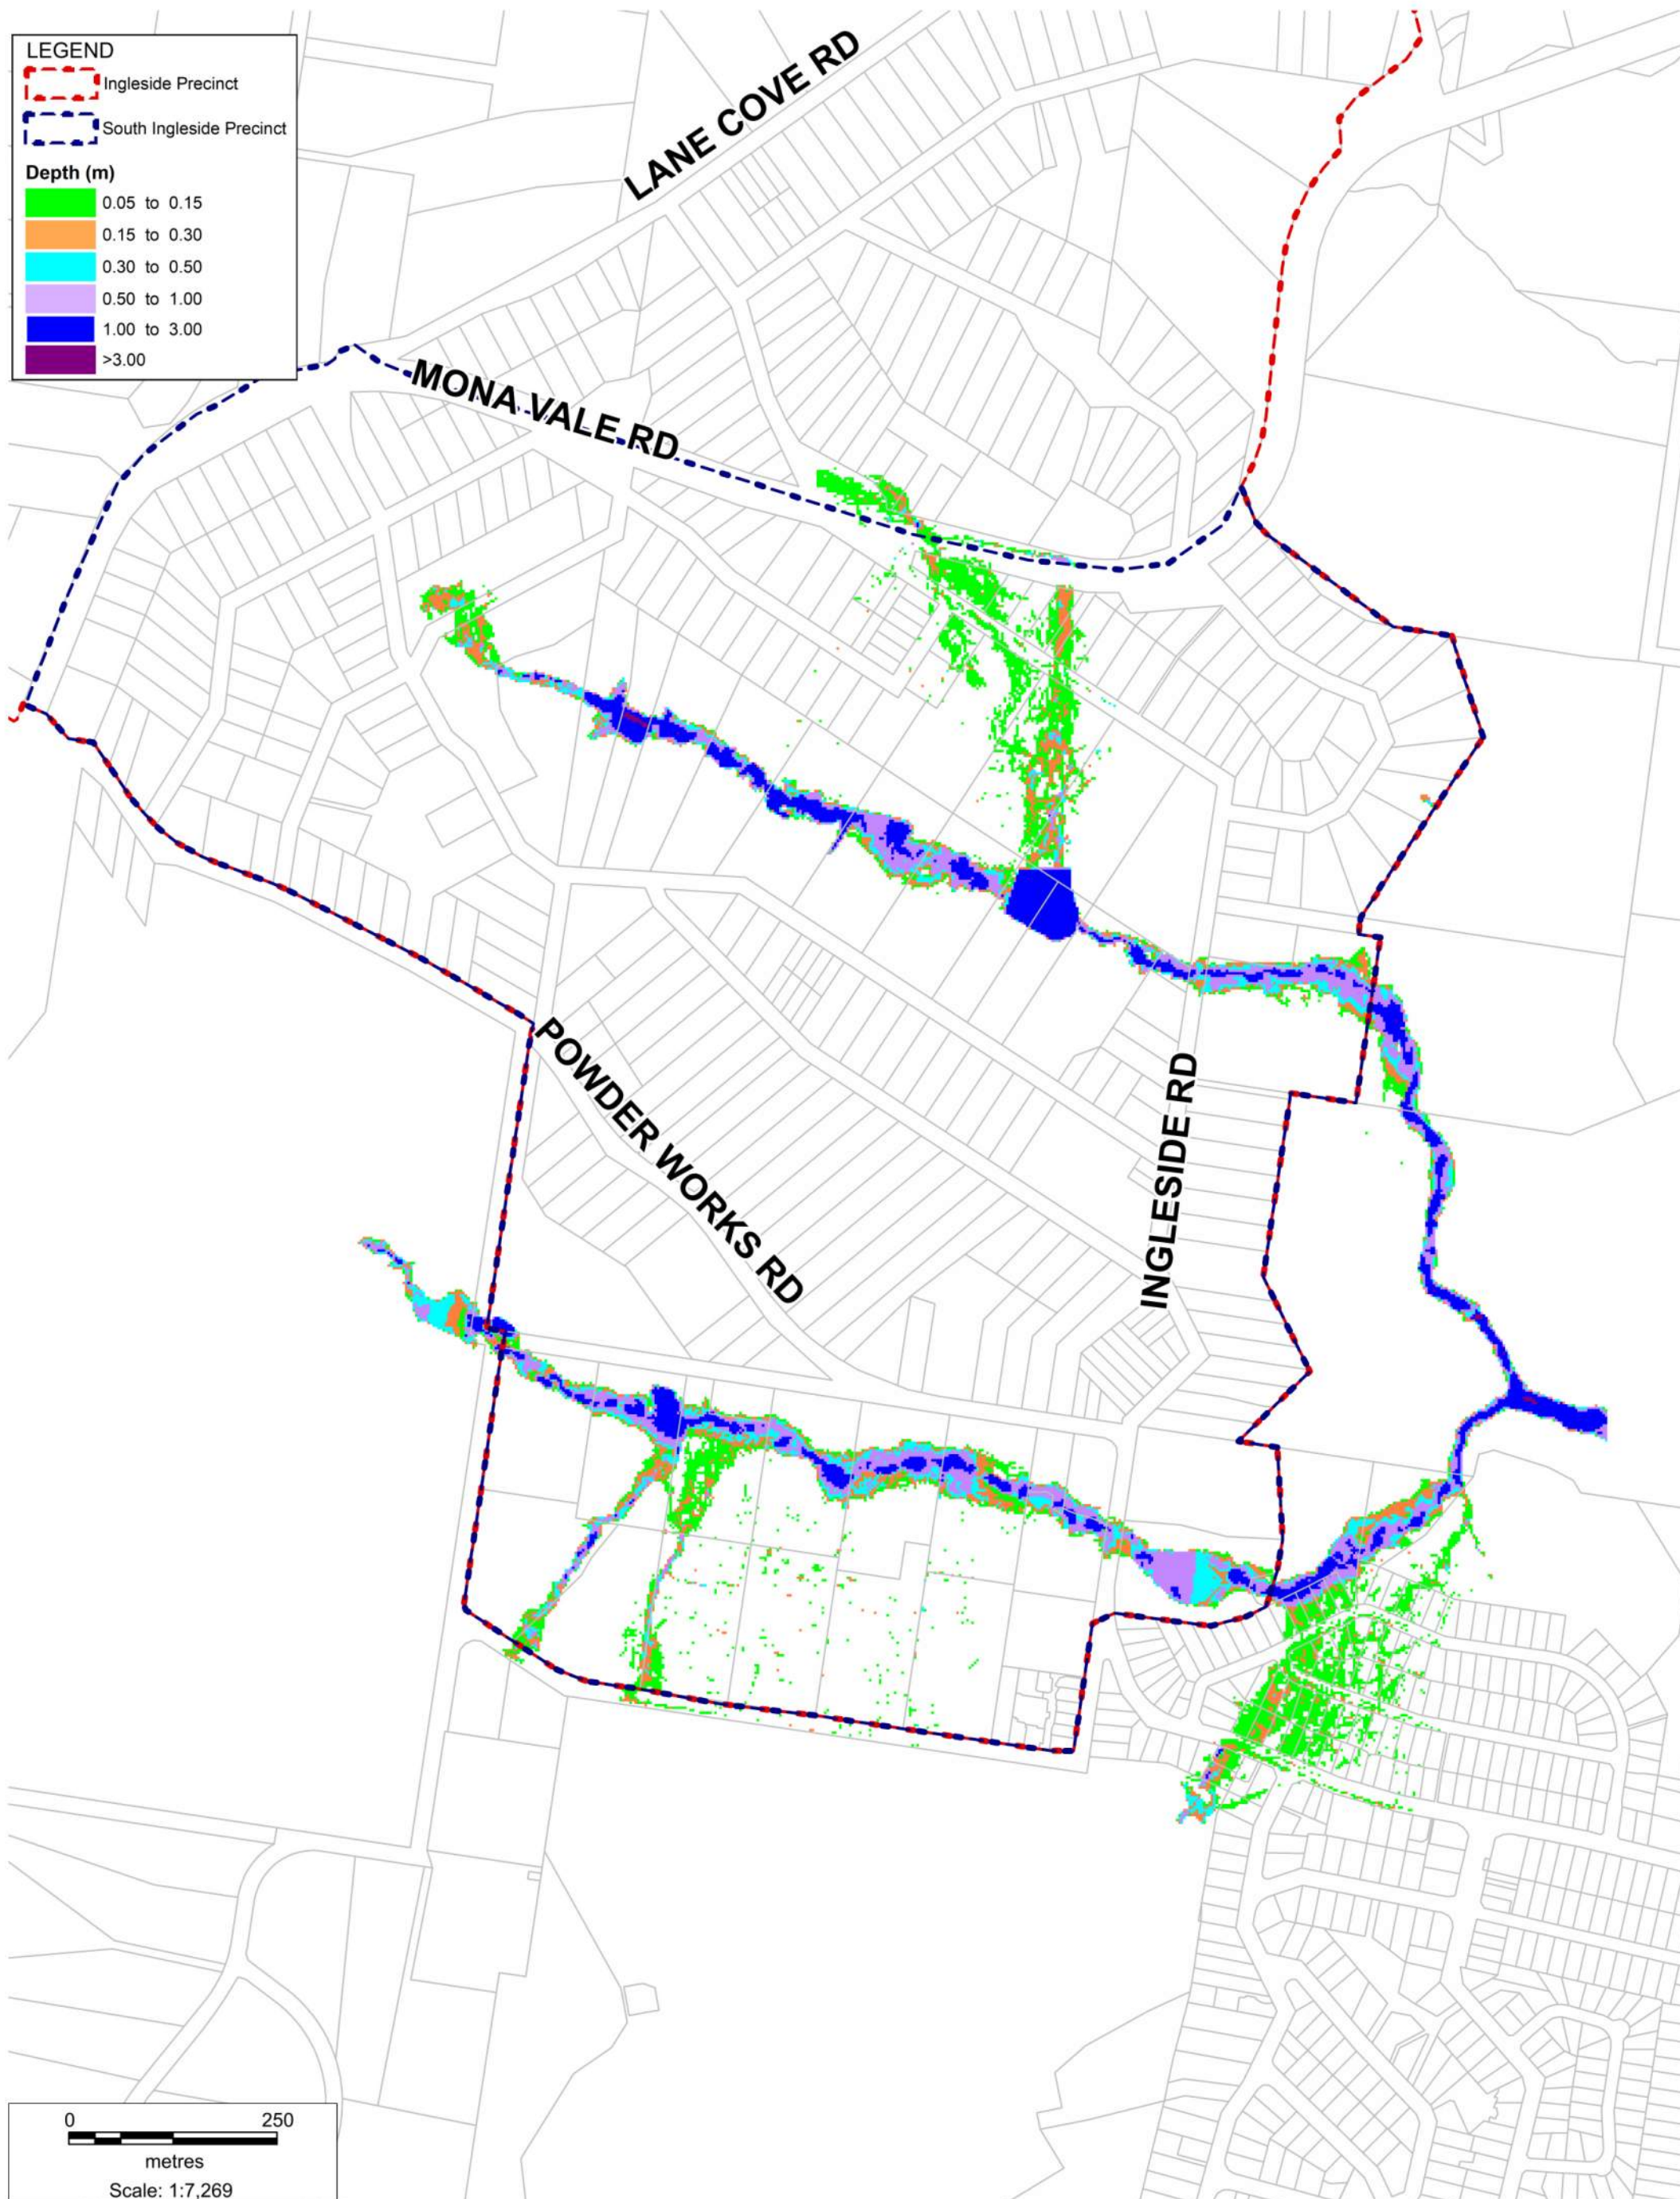 LEGEND
Ingleside Precinct
South Ingleside Precinct
Depth (m)
0.05 to 0.15
0.15 to 0.30
0.30 to 0.50
0.50 to 1.00
1.00 to 3.00
>3.00
LANE COVE RD
MONA VALE RD
POWDER WORKS RD
INGLESIDE RD
0 250
metres
Scale: 1:7,269